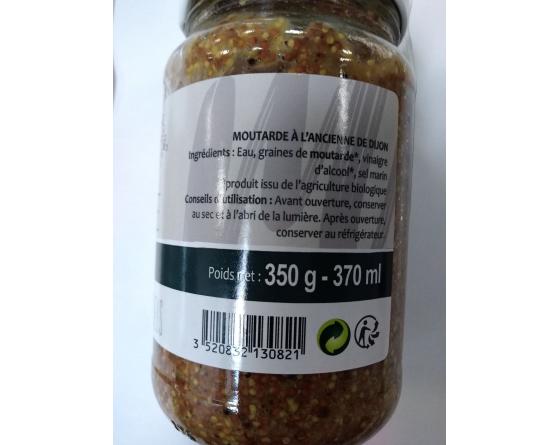 MOUTARDE À L'ANCIENNE DE DIJON
Ingrédients : Eau, graines de moutarde*, vinaigre
d'alcool*, sel marin
*produit issu de l'agriculture biologique
Conseils d'utilisation : Avant ouverture, conserver
au sec et à l'abri de la lumière. Après ouverture,
conserver au réfrigérateur.
Poids net : 350 g - 370 ml
3 520832 130821